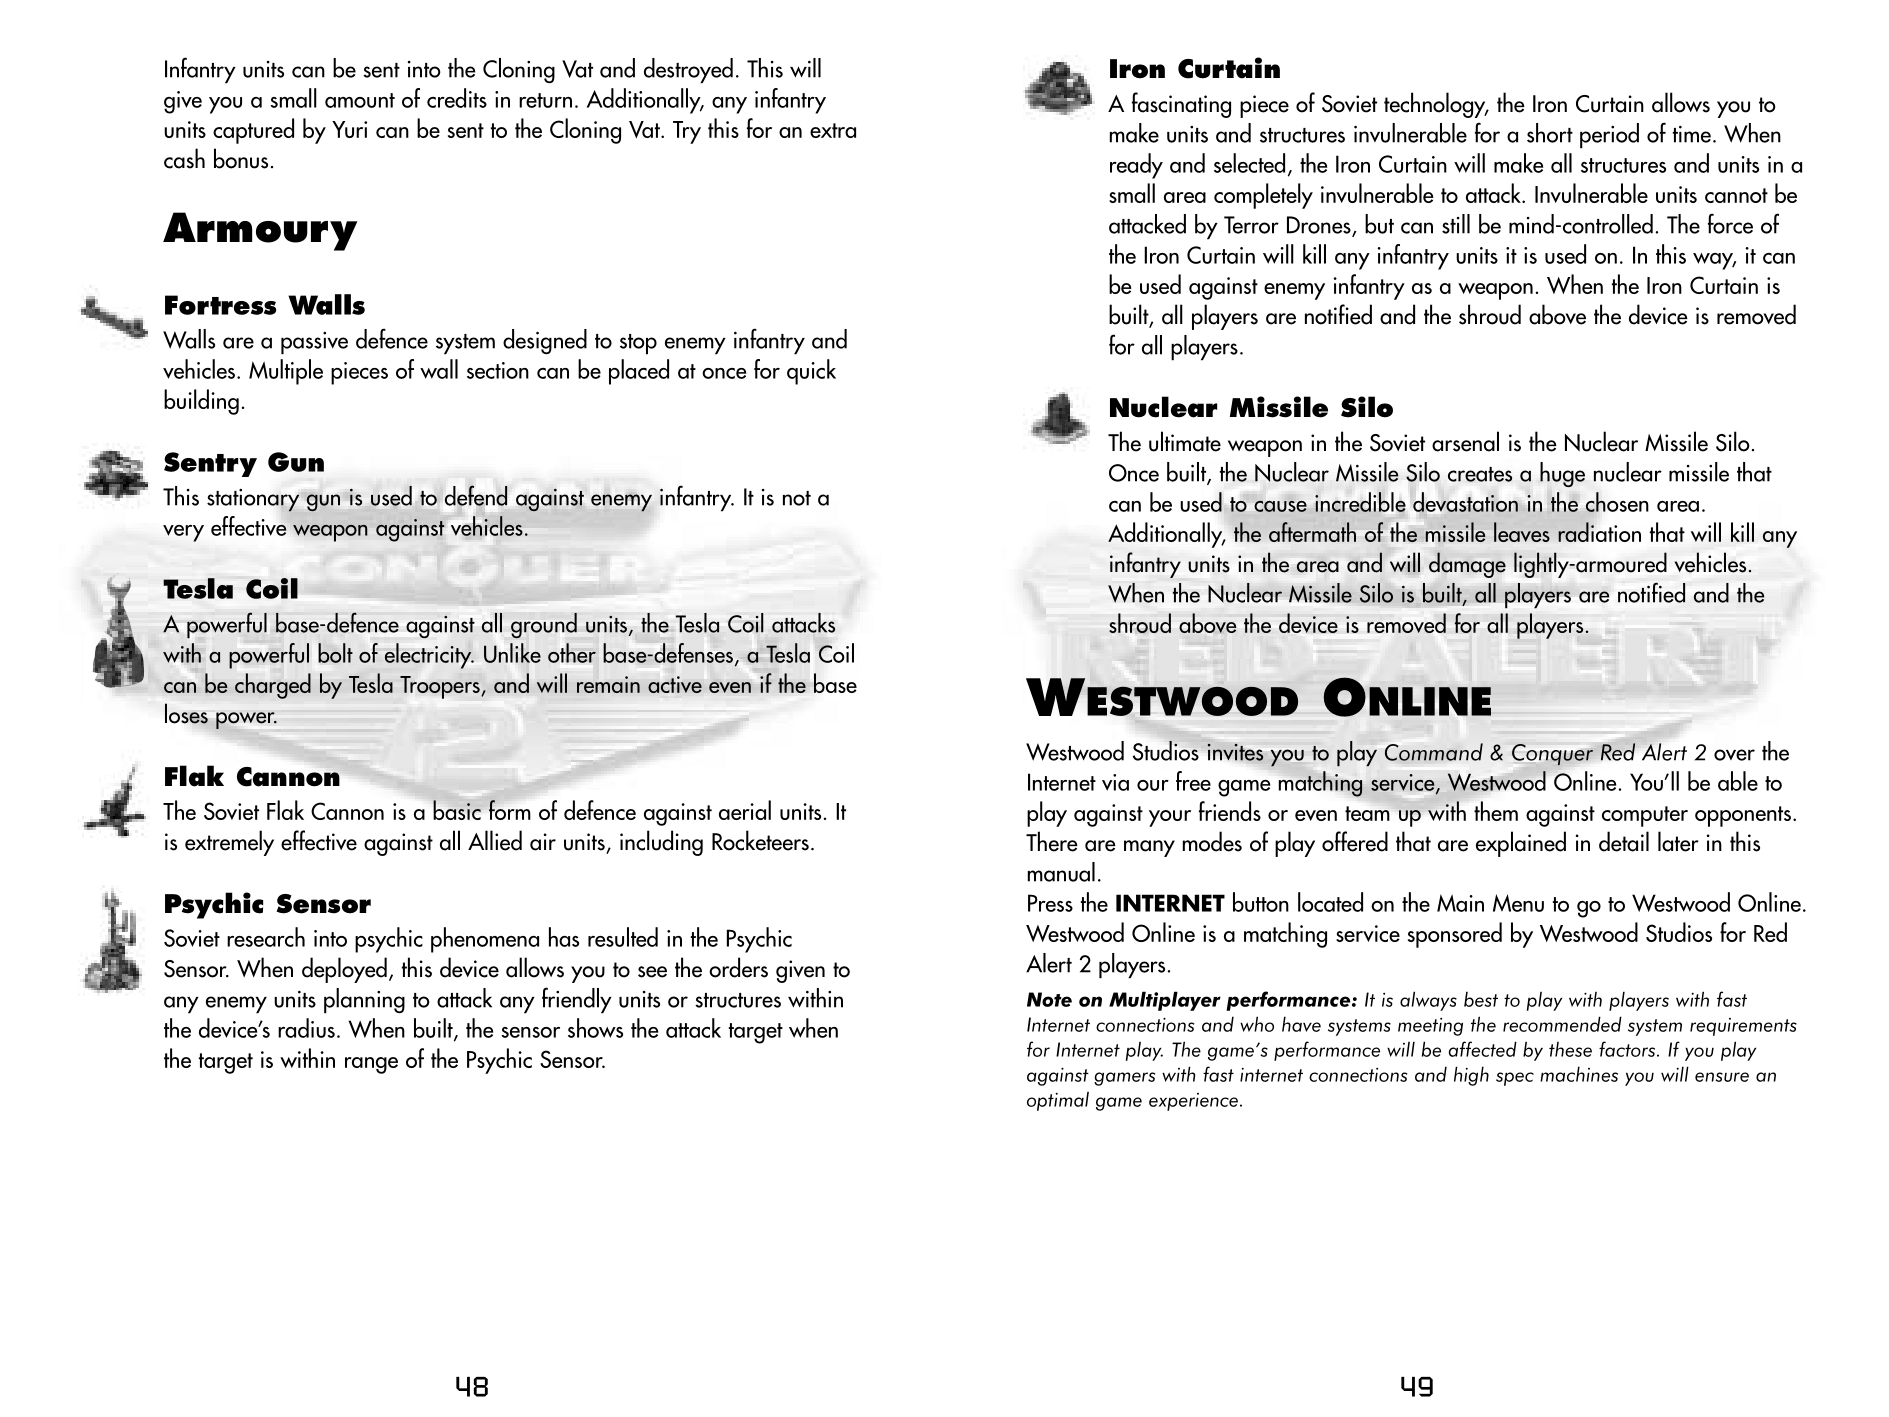 Infantry units can be sent into the Cloning Vat and destroyed. This will
give you a small amount of credits in return. Additionally, any infantry
units captured by Yuri can be sent to the Cloning Vat. Try this for an extra
cash bonus.
Armoury
Fortress Walls
Walls are a passive defence system designed to stop enemy infantry and
vehicles. Multiple pieces of wall section can be placed at once for quick
building.
Sentry Gun
This stationary gun is used to defend against enemy infantry. It is not a
very effective weapon against vehicles.
Tesla Coil
A powerful base-defence against all ground units, the Tesla Coil attacks
with a powerful bolt of electricity. Unlike other base-defenses, a Tesla Coil
can be charged by Tesla Troopers, and will remain active even if the base
loses power.
Flak Cannon
The Soviet Flak Cannon is a basic form of defence against aerial units. It
is extremely effective against all Allied air units, including Rocketeers.
Psychic Sensor
Soviet research into psychic phenomena has resulted in the Psychic
Sensor. When deployed, this device allows you to see the orders given to
any enemy units planning to attack any friendly units or structures within
the device's radius. When built, the sensor shows the attack target when
the target is within range of the Psychic Sensor.
COMMAND
&
CONQUER
RED ALERT
2
48
Iron Curtain
A fascinating piece of Soviet technology, the Iron Curtain allows you to
make units and structures invulnerable for a short period of time. When
ready and selected, the Iron Curtain will make all structures and units in a
small area completely invulnerable to attack. Invulnerable units cannot be
attacked by Terror Drones, but can still be mind-controlled. The force of
the Iron Curtain will kill any infantry units it is used on. In this way, it can
be used against enemy infantry as a weapon. When the Iron Curtain is
built, all players are notified and the shroud above the device is removed
for all players.
Nuclear Missile Silo
The ultimate weapon in the Soviet arsenal is the Nuclear Missile Silo.
Once built, the Nuclear Missile Silo creates a huge nuclear missile that
can be used to cause incredible devastation in the chosen area.
Additionally, the aftermath of the missile leaves radiation that will kill any
infantry units in the area and will damage lightly-armoured vehicles.
When the Nuclear Missile Silo is built, all players are notified and the
shroud above the device is removed for all players.
WESTWOOD ONLINE
Westwood Studios invites you to play Command & Conquer Red Alert 2 over the
Internet via our free game matching service, Westwood Online. You'll be able to
play against your friends or even team up with them against computer opponents.
There are many modes of play offered that are explained in detail later in this
manual.
Press the INTERNET button located on the Main Menu to go to Westwood Online.
Westwood Online is a matching service sponsored by Westwood Studios for Red
Alert 2 players.
Note on Multiplayer performance: It is always best to play with players with fast
Internet connections and who have systems meeting the recommended system requirements
for Internet play. The game's performance will be affected by these factors. If you play
against gamers with fast internet connections and high spec machines you will ensure an
optimal game experience.
COMMAND
RED ALERT
2
49